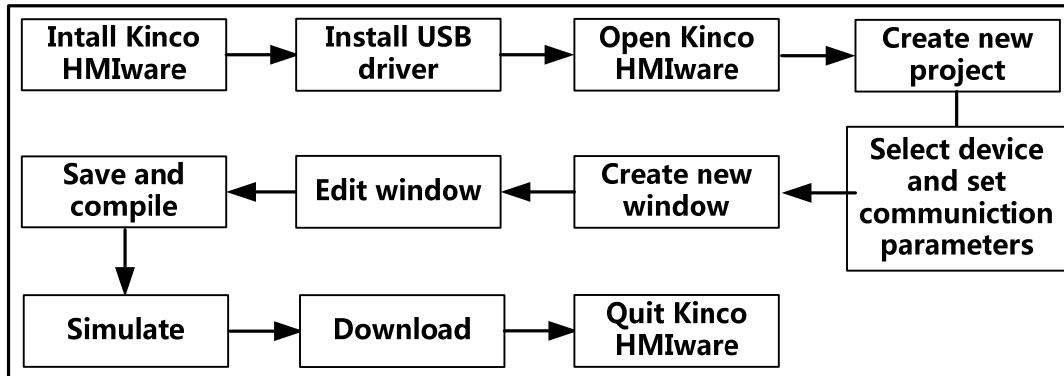 Intall Kinco
HMIware
Install USB
driver
Open Kinco
HMIware
Create new
project
Select device
and set
communiction
parameters
Create new
window
Edit window
Save and
compile
Simulate
Download
Quit Kinco
HMIware